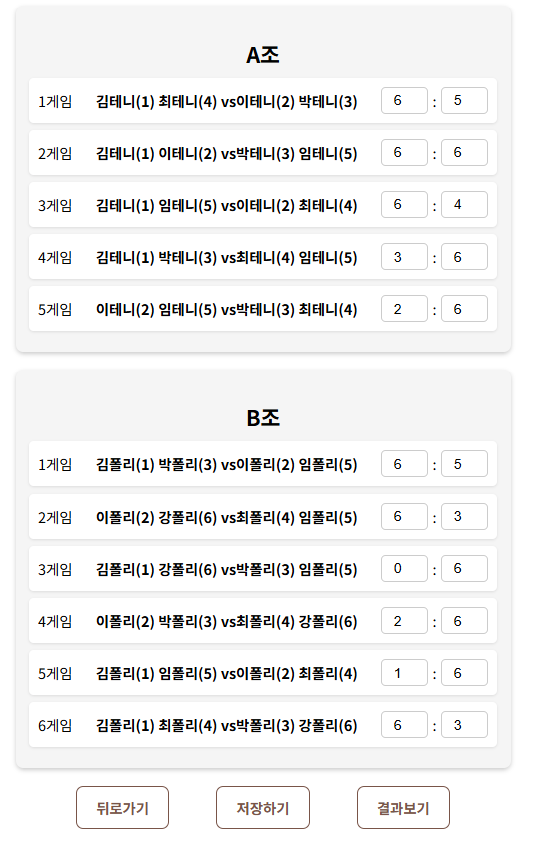 A조
1게임 김테니(1) 최테니(4) vs이테니(2) 박테니(3) 6 : 5
2게임 김테니(1) 이테니(2) vs박테니(3) 임테니(5) 6 : 6
3게임 김테니(1) 임테니(5) vs이테니(2) 최테니(4) 6 : 4
4게임 김테니(1) 박테니(3) vs최테니(4) 임테니(5) 3 : 6
5게임 이테니(2) 임테니(5) vs박테니(3) 최테니(4) 2 : 6
B조
1게임 김폴리(1) 박폴리(3) vs이폴리(2) 임폴리(5) 6 : 5
2게임 이폴리(2) 강폴리(6) vs최폴리(4) 임폴리(5) 6 : 3
3게임 김폴리(1) 강폴리(6) vs박폴리(3) 임폴리(5) 0 : 6
4게임 이폴리(2) 박폴리(3) vs최폴리(4) 강폴리(6) 2 : 6
5게임 김폴리(1) 임폴리(5) vs이폴리(2) 최폴리(4) 1 : 6
6게임 김폴리(1) 최폴리(4) vs박폴리(3) 강폴리(6) 6 : 3
뒤로가기 저장하기 결과보기